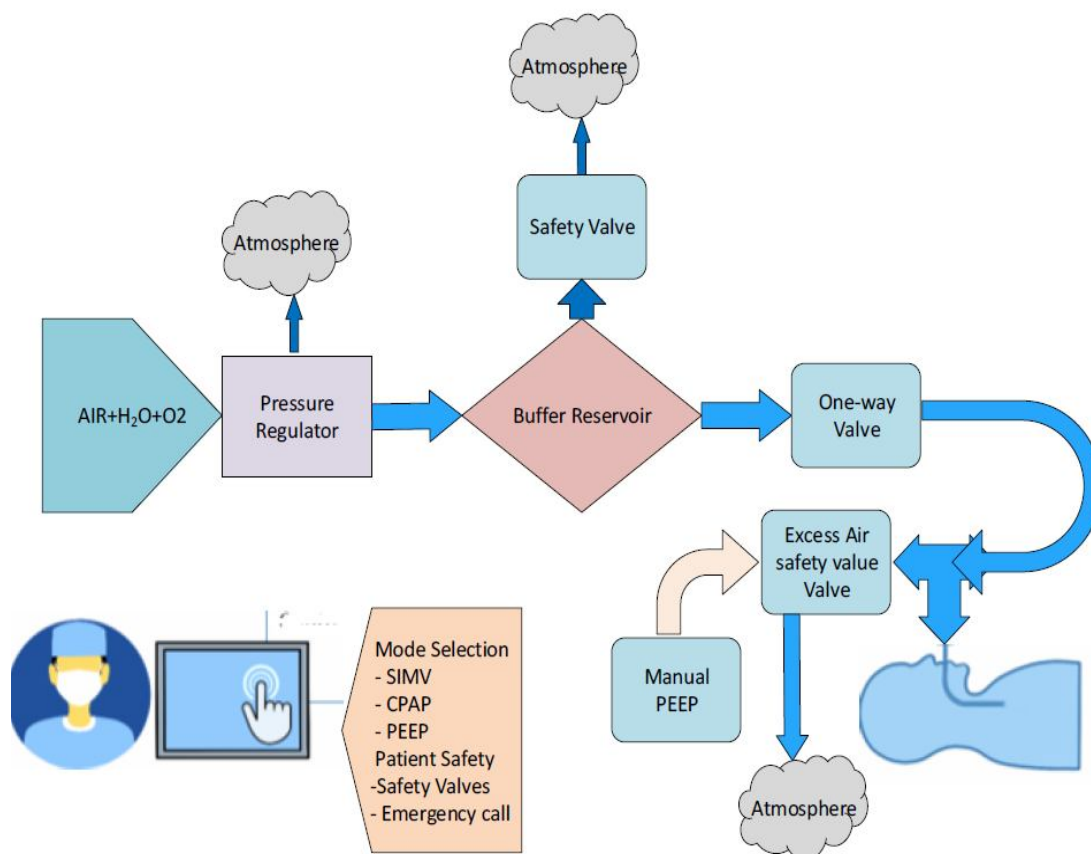 Atmosphere
Atmosphere
Safety Valve
AIR+H₂O+O2
Pressure
Regulator
Buffer Reservoir
One-way
Valve
Excess Air
safety value
Valve
Manual
PEEP
Atmosphere
Mode Selection
- SIMV
- CPAP
- PEEP
Patient Safety
-Safety Valves
- Emergency call